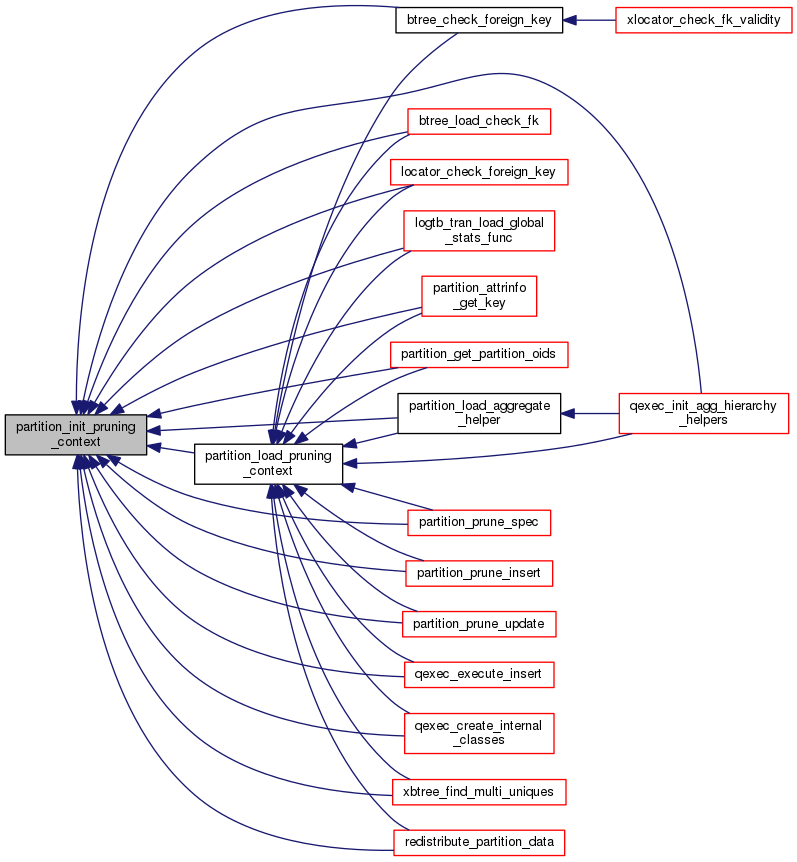 btree_check_foreign_key
xlocator_check_fk_validity
btree_load_check_fk
locator_check_foreign_key
logtb_tran_load_global
_stats_func
partition_attrinfo
_get_key
partition_get_partition_oids
partition_load_aggregate
_helper
qexec_init_agg_hierarchy
_helpers
partition_init_pruning
_context
partition_load_pruning
_context
partition_prune_spec
partition_prune_insert
partition_prune_update
qexec_execute_insert
qexec_create_internal
_classes
xbtree_find_multi_uniques
redistribute_partition_data